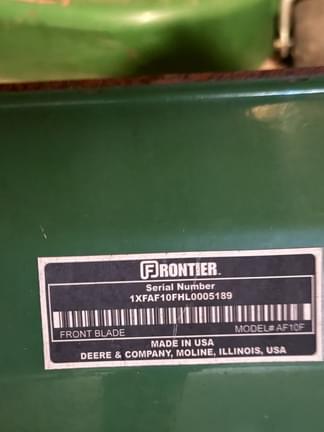 FRONTIER
Serial Number
1XFAF10FHL0005189
FRONT BLADE MODEL# AF10F
MADE IN USA
DEERE & COMPANY, MOLINE, ILLINOIS, USA